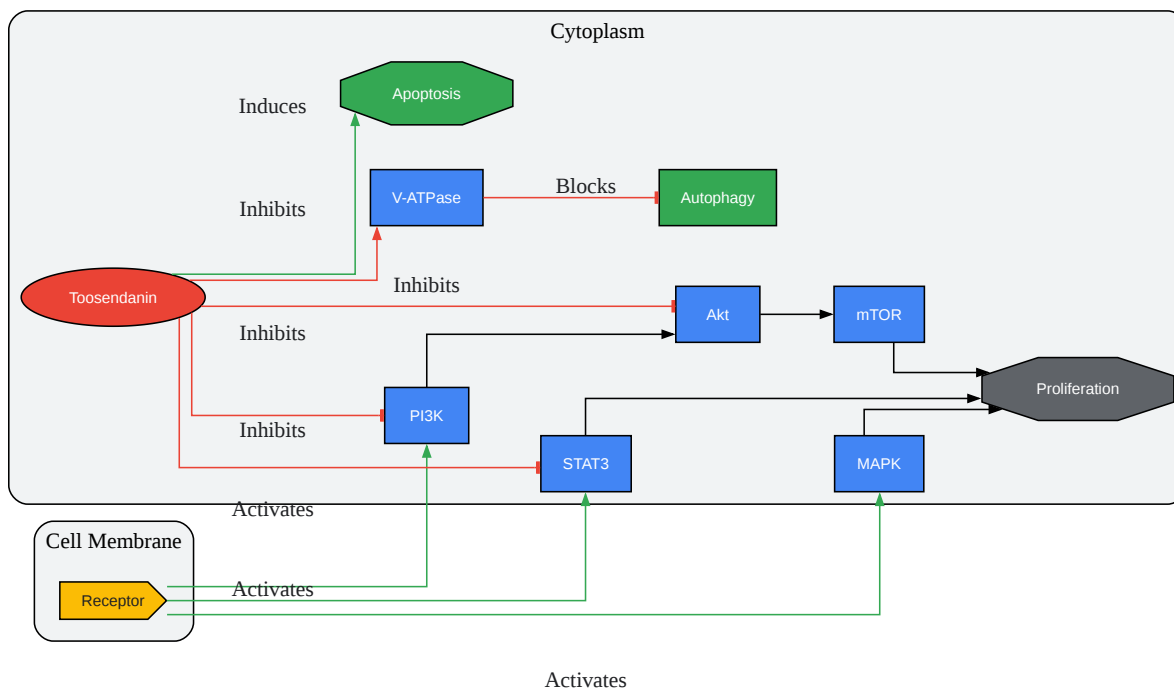 Cytoplasm
Apoptosis
Induces
V-ATPase
Blocks
Autophagy
Inhibits
Toosendanin
Inhibits
Akt
mTOR
Inhibits
Proliferation
PI3K
Inhibits
STAT3
MAPK
Activates
Cell Membrane
Activates
Receptor
Activates